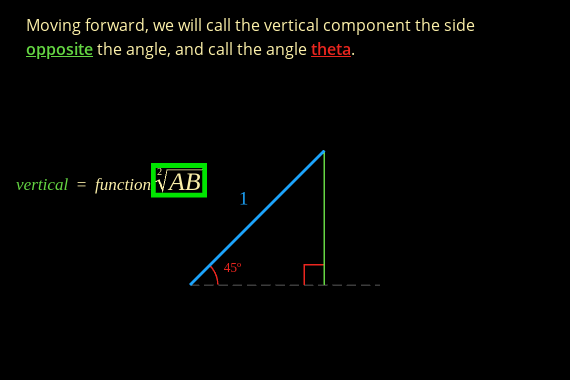 Moving forward, we will call the vertical component the side
opposite the angle, and call the angle theta.
vertical = function \sqrt[2]{AB}
1
45°